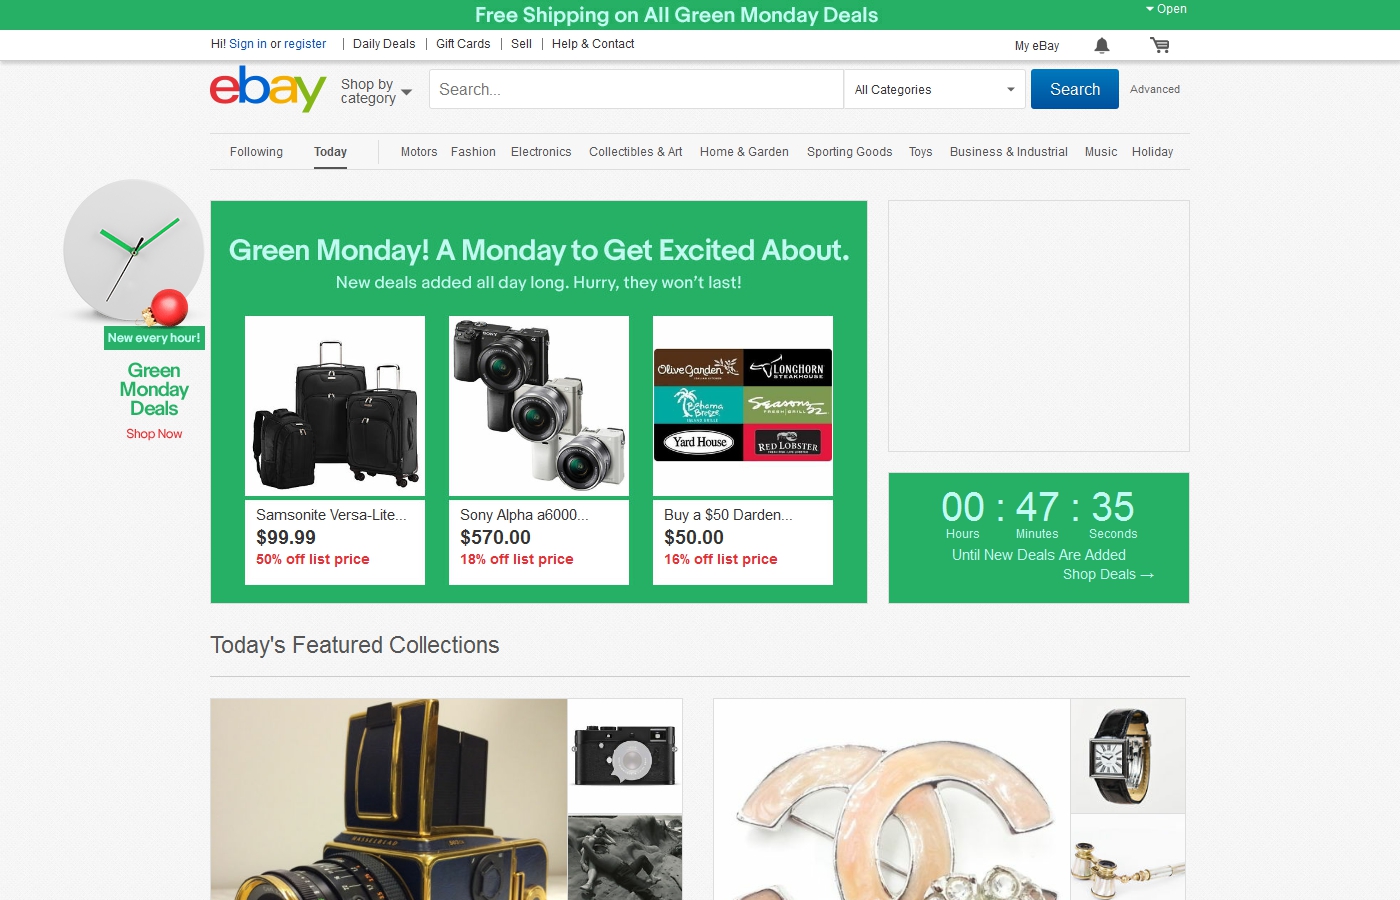 Free Shipping on All Green Monday Deals
Open
Hi! Sign in or register | Daily Deals | Gift Cards | Sell | Help & Contact
My eBay
ebay
Shop by
category
Search...
All Categories
Search
Advanced
Following
Today
Motors
Fashion
Electronics
Collectibles & Art
Home & Garden
Sporting Goods
Toys
Business & Industrial
Music
Holiday
New every hour!
Green
Monday
Deals
Shop Now
Green Monday! A Monday to Get Excited About.
New deals added all day long. Hurry, they won't last!
SONY
Olive Garden
LONGHORN
STEAKHOUSE
Bahama
Breeze
ISLAND GRILLE
Seasons 52
FRESH GRILL
Yard House
RED LOBSTER
Samsonite Versa-Lite...
$99.99
50% off list price
Sony Alpha a6000...
$570.00
18% off list price
Buy a $50 Darden...
$50.00
16% off list price
00 : 47 : 35
Hours
Minutes
Seconds
Until New Deals Are Added
Shop Deals →
Today's Featured Collections
HASSELBLAD